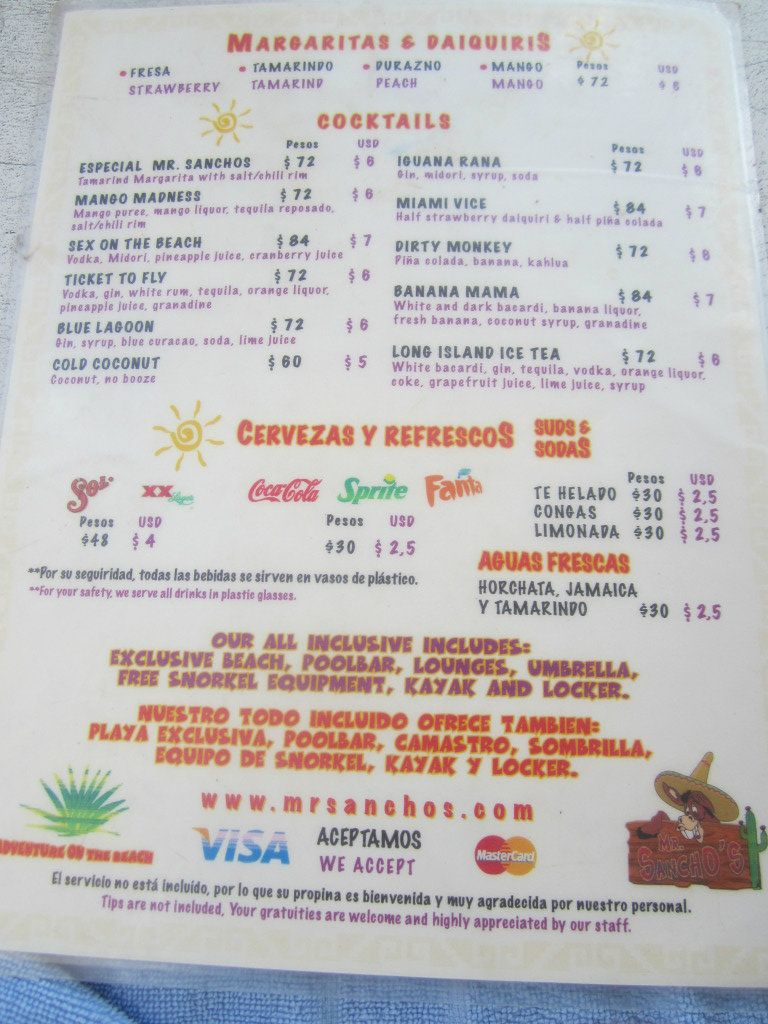 MARGARITAS & DAIQUIRIS
• FRESA • TAMARINDO • DURAZNO • MANGO Pesos USD
STRAWBERRY TAMARIND PEACH MANGO $ 72 $ 6
COCKTAILS
Pesos USD
ESPECIAL MR. SANCHOS $ 72 $ 6
Tamarind Margarita with salt/chili rim
MANGO MADNESS $ 72 $ 6
Mango puree, mango liquor, tequila reposado,
salt/chili rim
SEX ON THE BEACH $ 84 $ 7
Vodka, Midori, pineapple juice, cranberry juice
TICKET TO FLY $ 72 $ 6
Vodka, gin, white rum, tequila, orange liquor,
pineapple juice, granadine
BLUE LAGOON $ 72 $ 6
Gin, syrup, blue curacao, soda, lime juice
COLD COCONUT $ 60 $ 5
Coconut, no booze
Pesos USD
IGUANA RANA $ 72 $ 6
Gin, midori, syrup, soda
MIAMI VICE $ 84 $ 7
Half strawberry daiquiri & half piña colada
DIRTY MONKEY $ 72 $ 6
Piña colada, banana, kahlua
BANANA MAMA $ 84 $ 7
White and dark bacardi, banana liquor,
fresh banana, coconut syrup, granadine
LONG ISLAND ICE TEA $ 72 $ 6
White bacardi, gin, tequila, vodka, orange liquor,
coke, grapefruit juice, lime juice, syrup
CERVEZAS Y REFRESCOS SUDS &
SODAS
Sol XX Lager
Pesos USD
$48 $ 4
Coca-Cola Sprite Fanta
Pesos USD
$30 $ 2,5
Pesos USD
TE HELADO $30 $ 2,5
CONGAS $30 $ 2,5
LIMONADA $30 $ 2,5
AGUAS FRESCAS
HORCHATA, JAMAICA
Y TAMARINDO $30 $ 2,5
**Por su seguiridad, todas las bebidas se sirven en vasos de plástico.
**For your safety, we serve all drinks in plastic glasses.
OUR ALL INCLUSIVE INCLUDES:
EXCLUSIVE BEACH, POOLBAR, LOUNGES, UMBRELLA,
FREE SNORKEL EQUIPMENT, KAYAK AND LOCKER.
NUESTRO TODO INCLUIDO OFRECE TAMBIEN:
PLAYA EXCLUSIVA, POOLBAR, CAMASTRO, SOMBRILLA,
EQUIPO DE SNORKEL, KAYAK Y LOCKER.
www.mrsanchos.com
ADVENTURE ON THE BEACH
VISA ACEPTAMOS MasterCard
WE ACCEPT
MR.
SANCHO'S
El servicio no está incluído, por lo que su propina es bienvenida y muy agradecida por nuestro personal.
Tips are not included, Your gratuities are welcome and highly appreciated by our staff.